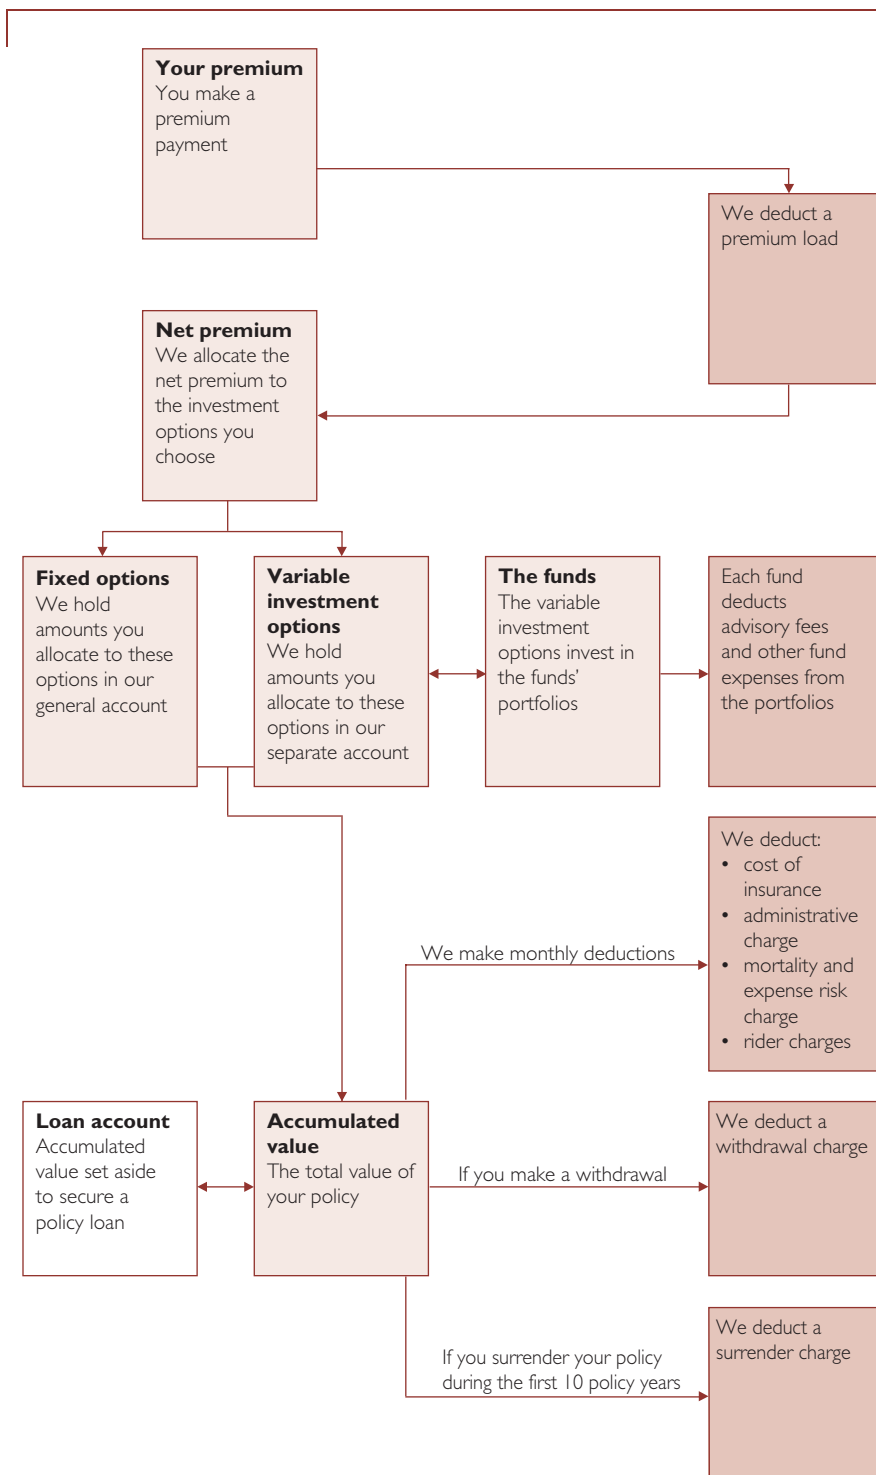 Your premium
You make a
premium
payment
We deduct a
premium load
Net premium
We allocate the
net premium to
the investment
options you
choose
Fixed options
We hold
amounts you
allocate to these
options in our
general account
Variable
investment
options
We hold
amounts you
allocate to these
options in our
separate account
The funds
The variable
investment
options invest in
the funds'
portfolios
Each fund
deducts
advisory fees
and other fund
expenses from
the portfolios
We make monthly deductions
We deduct:
• cost of
insurance
• administrative
charge
• mortality and
expense risk
charge
• rider charges
Loan account
Accumulated
value set aside
to secure a
policy loan
Accumulated
value
The total value of
your policy
If you make a withdrawal
We deduct a
withdrawal charge
If you surrender your policy
during the first 10 policy years
We deduct a
surrender charge